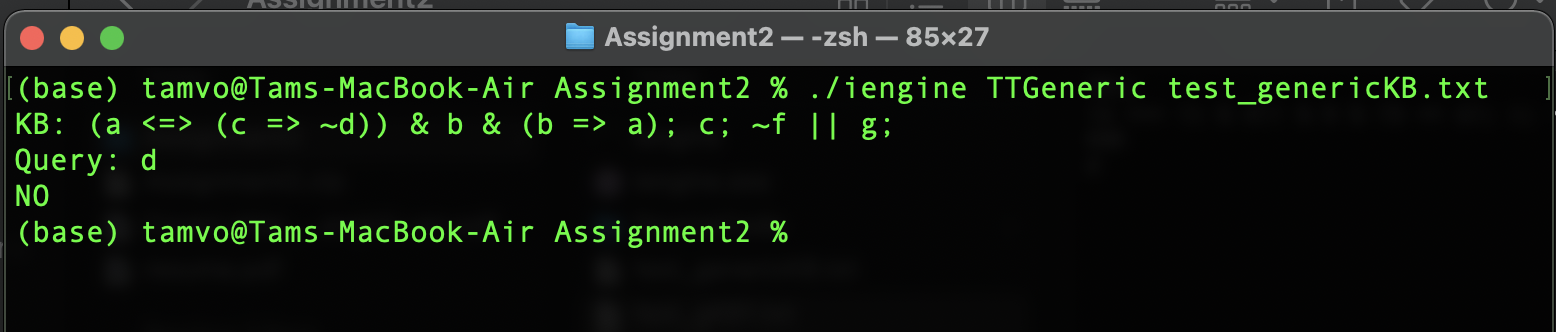 Assignment2
Assignment2 — -zsh — 85×27
[(base) tamvo@Tams-MacBook-Air Assignment2 % ./iengine TTGeneric test_genericKB.txt ]
KB: (a <=> (c => ~d)) & b & (b => a); c; ~f || g;
Query: d
NO
(base) tamvo@Tams-MacBook-Air Assignment2 %